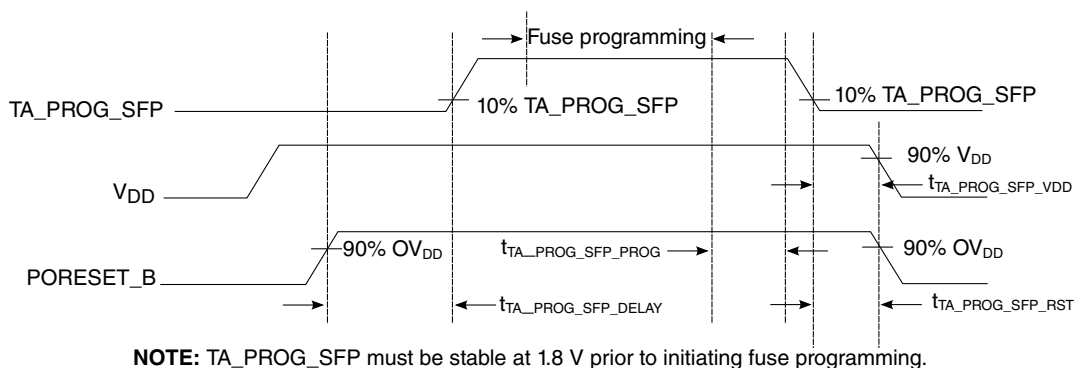 Fuse programming
TA_PROG_SFP
10% TA_PROG_SFP
10% TA_PROG_SFP
VDD
90% VDD
tTA_PROG_SFP_VDD
PORESET_B
90% OVDD
tTA_PROG_SFP_PROG
90% OVDD
tTA_PROG_SFP_DELAY
tTA_PROG_SFP_RST
NOTE: TA_PROG_SFP must be stable at 1.8 V prior to initiating fuse programming.